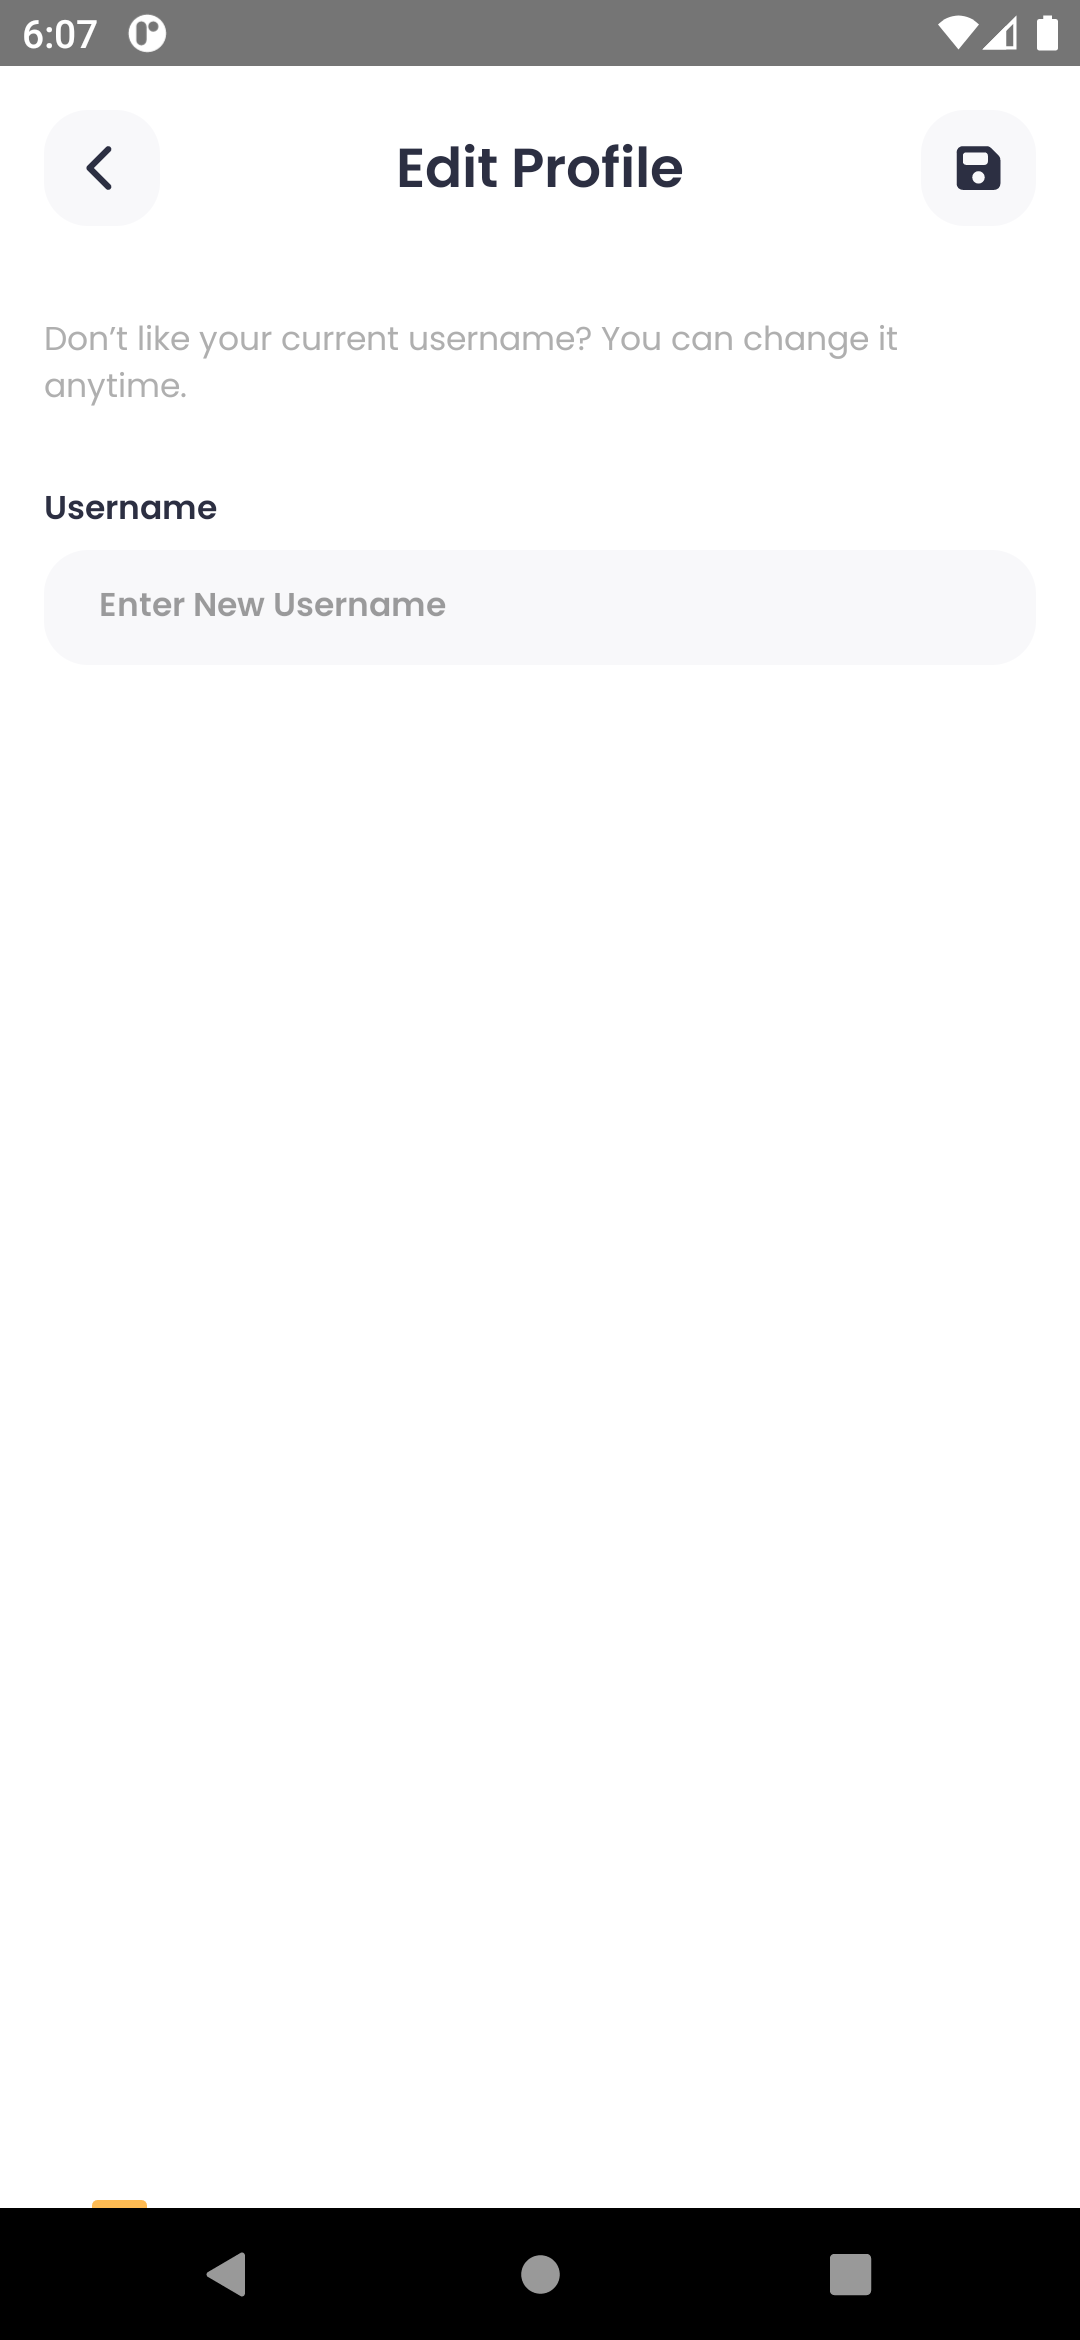 6:07
Edit Profile
Don’t like your current username? You can change it
anytime.
Username
Enter New Username